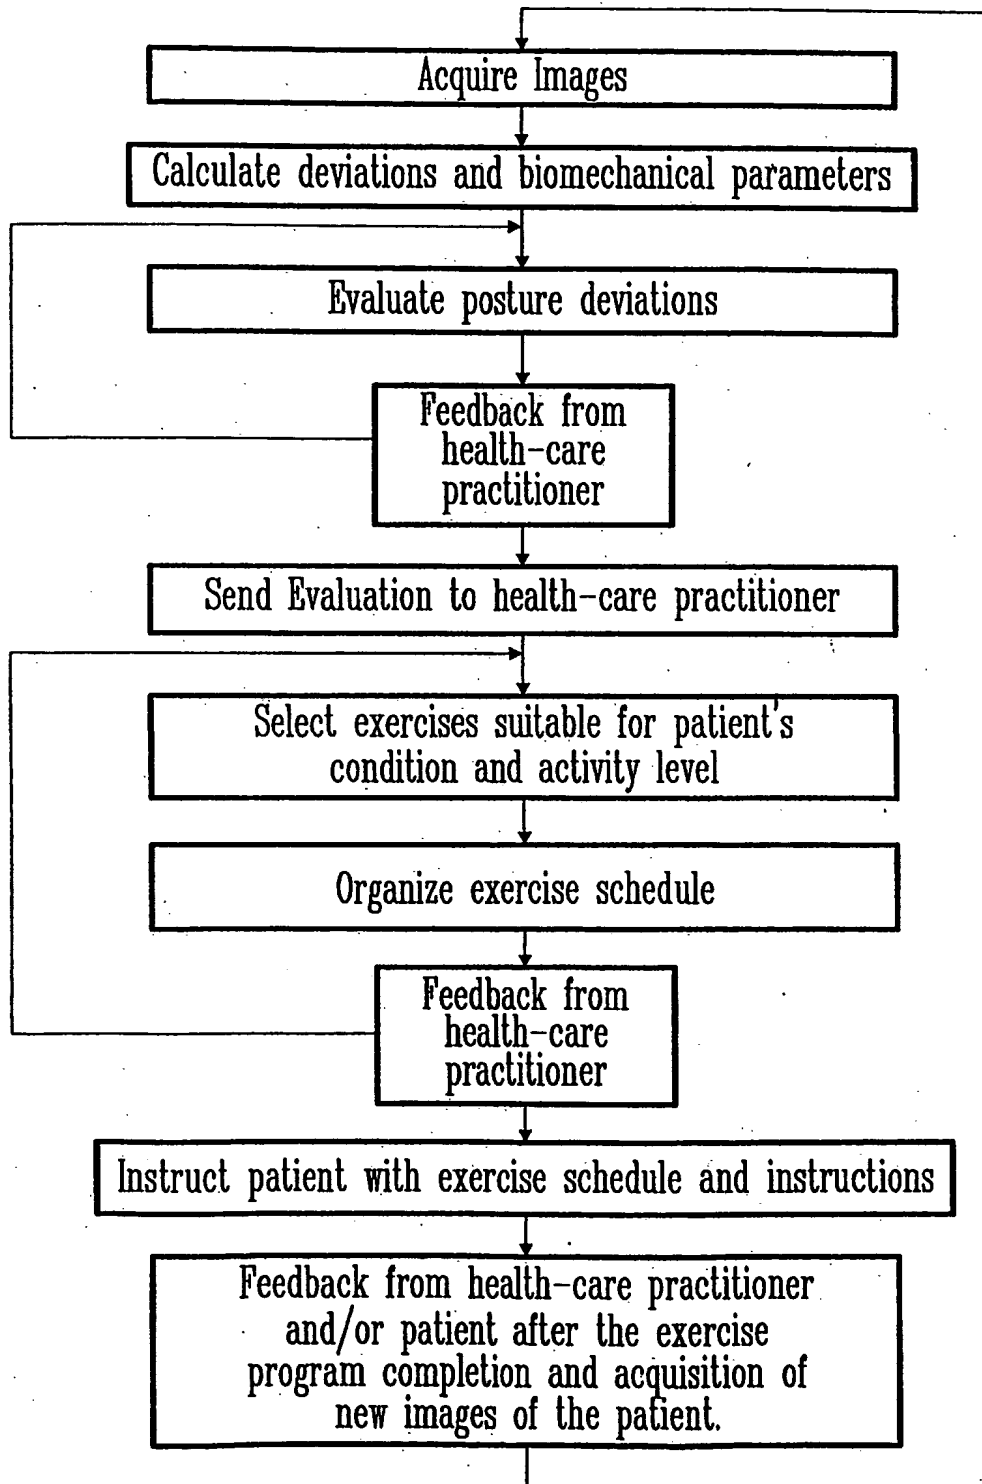 Acquire Images
Calculate deviations and biomechanical parameters
Evaluate posture deviations
Feedback from
health-care
practitioner
Send Evaluation to health-care practitioner
Select exercises suitable for patient's
condition and activity level
Organize exercise schedule
Feedback from
health-care
practitioner
Instruct patient with exercise schedule and instructions
Feedback from health-care practitioner
and/or patient after the exercise
program completion and acquisition of
new images of the patient.